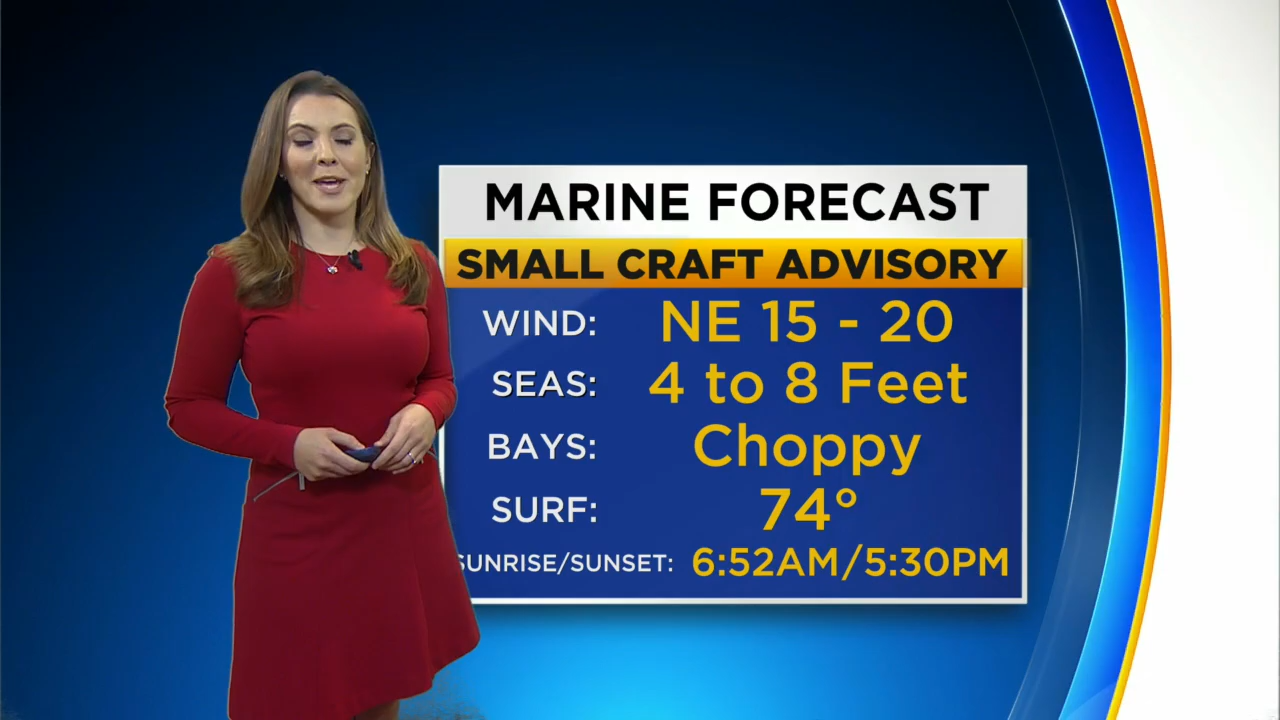 MARINE FORECAST
SMALL CRAFT ADVISORY
WIND: NE 15 - 20
SEAS: 4 to 8 Feet
BAYS: Choppy
SURF: 74°
SUNRISE/SUNSET: 6:52AM/5:30PM